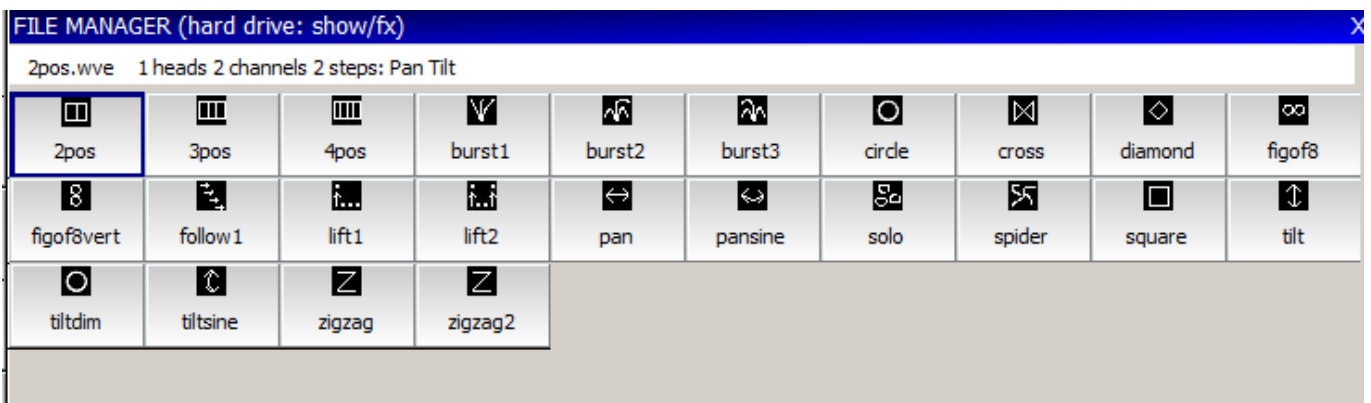 FILE MANAGER (hard drive: show/fx) X
2pos.wve 1 heads 2 channels 2 steps: Pan Tilt
2pos 3pos 4pos burst1 burst2 burst3 circle cross diamond figof8
figof8vert follow1 lift1 lift2 pan pansine solo spider square tilt
tiltdim tiltsine zigzag zigzag2